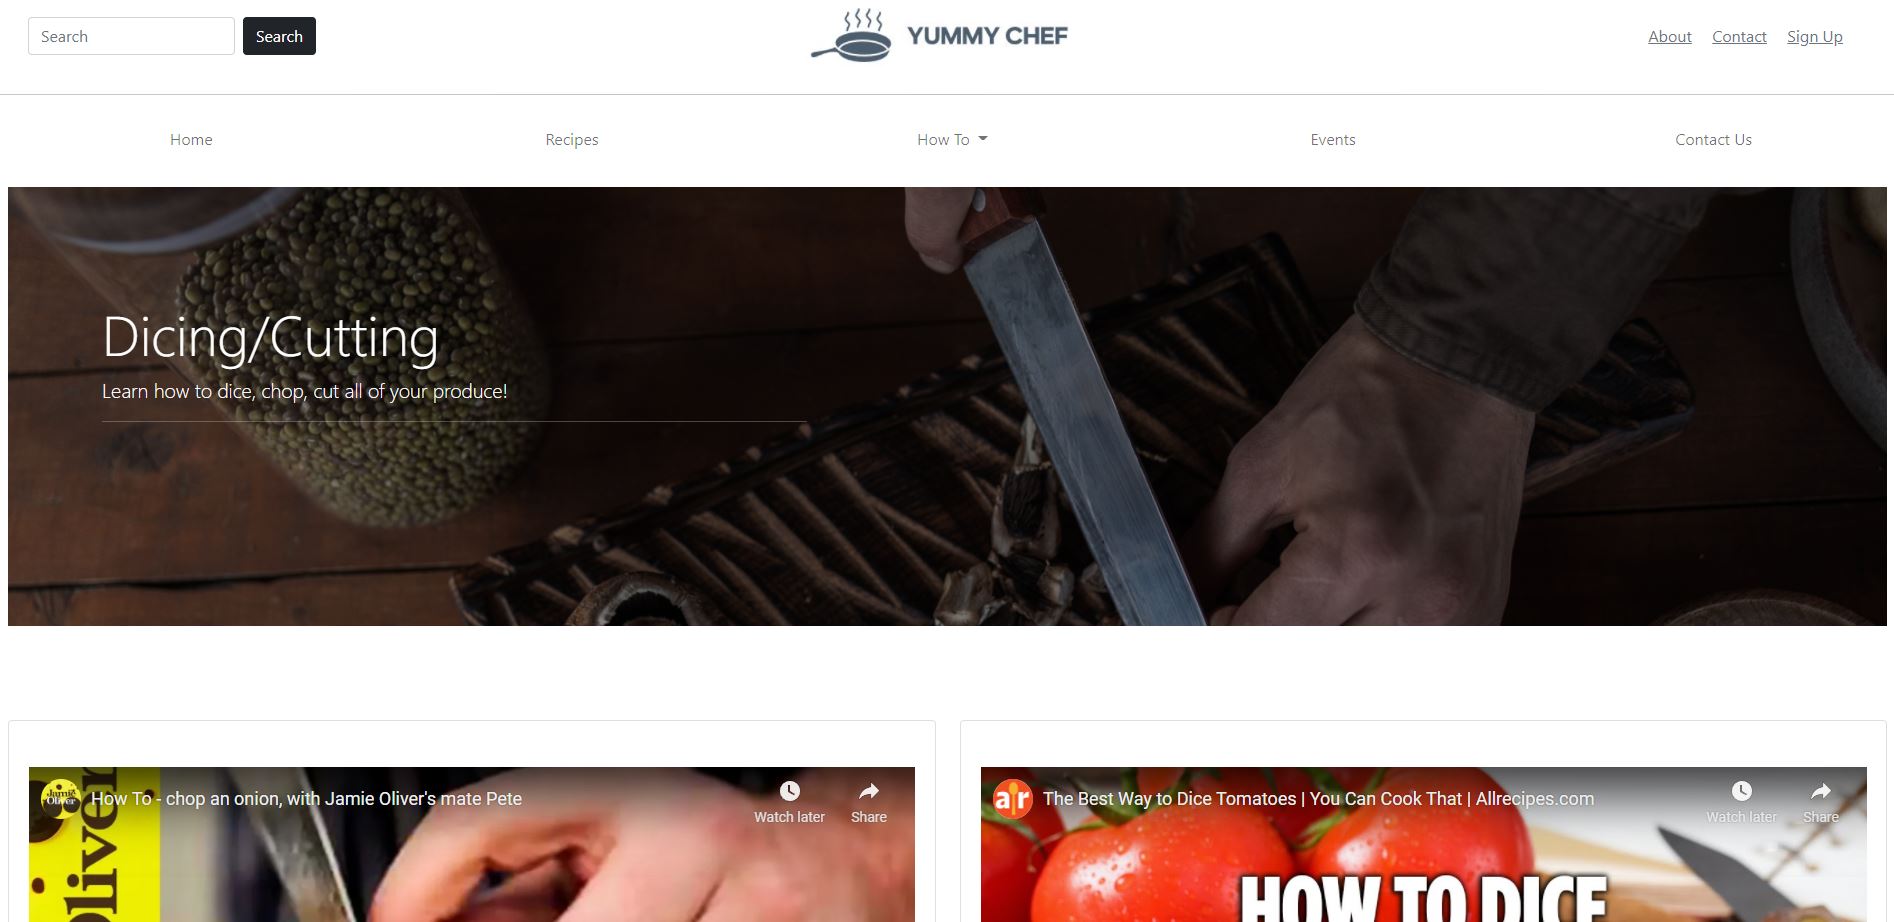 Search
Search
YUMMY CHEF
About
Contact
Sign Up
Home
Recipes
How To
Events
Contact Us
Dicing/Cutting
Learn how to dice, chop, cut all of your produce!
Jamie
Oliver
How To - chop an onion, with Jamie Oliver's mate Pete
Watch later
Share
Oliver
ar
The Best Way to Dice Tomatoes | You Can Cook That | Allrecipes.com
Watch later
Share
HOW TO DICE